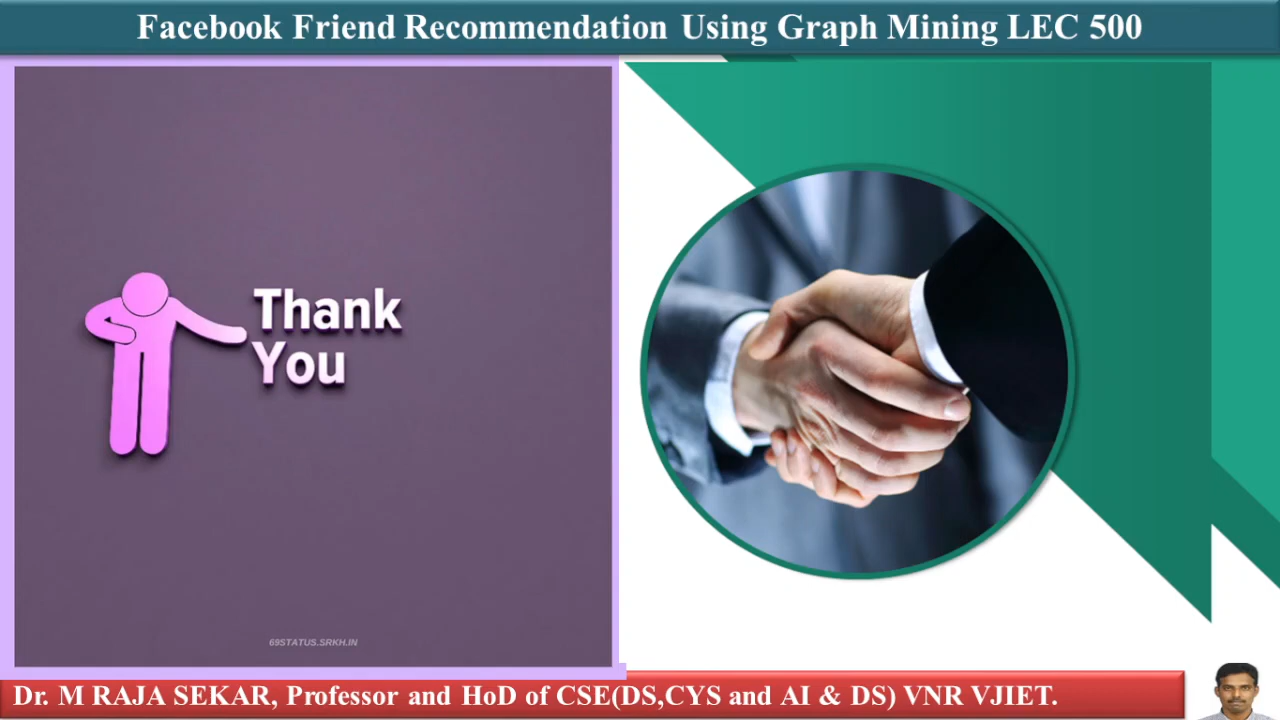 Facebook Friend Recommendation Using Graph Mining LEC 500
Thank
You
69STATUS.SRKH.IN
Dr. M RAJA SEKAR, Professor and HoD of CSE(DS,CYS and AI & DS) VNR VJIET.